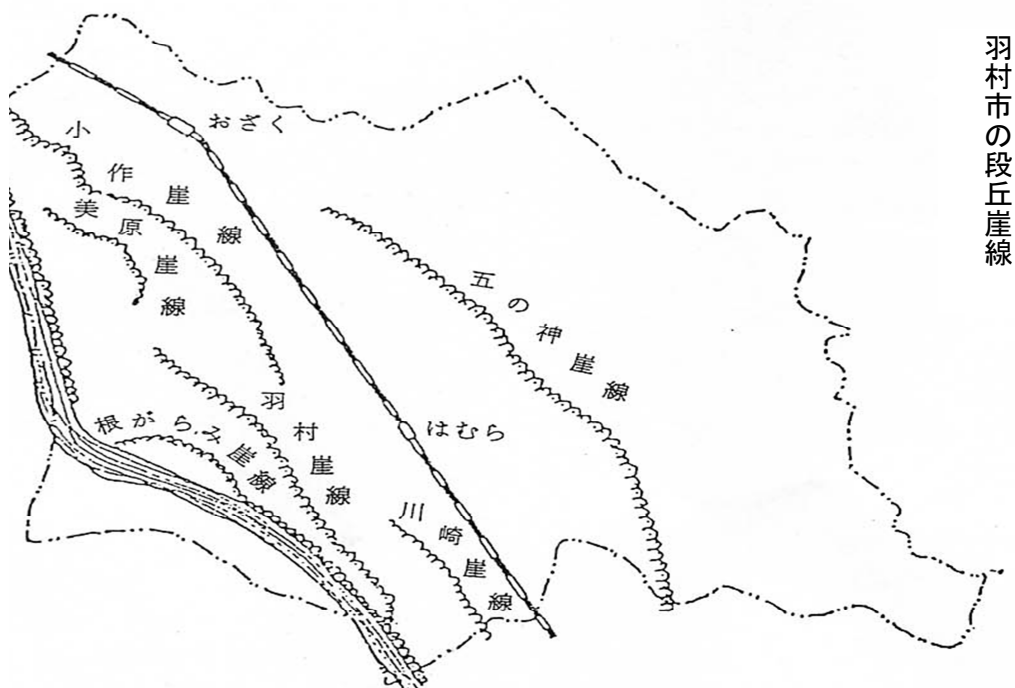 羽村市の段丘崖線
おざく
小作崖線
美原崖線
五の神崖線
羽村崖線
はむら
根がらみ崖線
川崎崖線